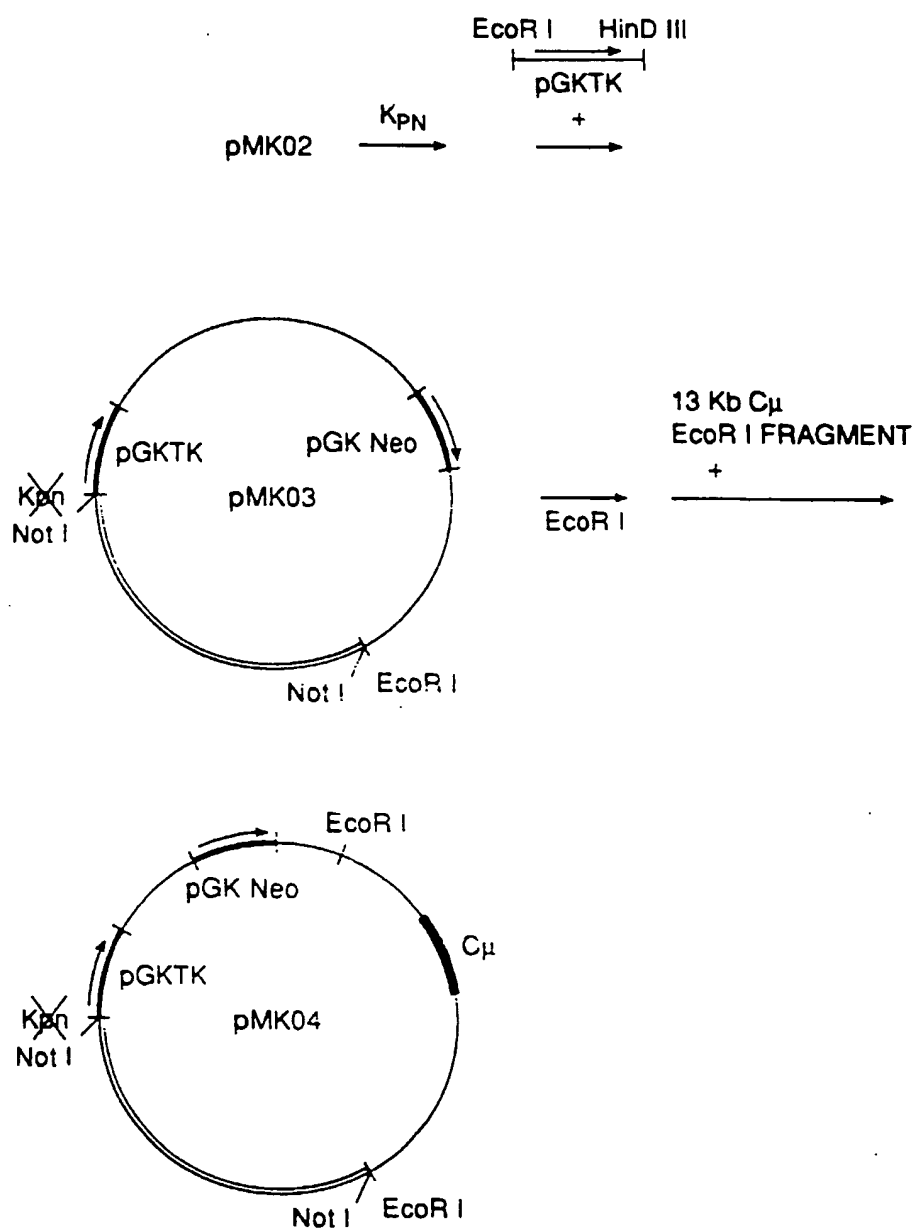 EcoR I HinD III
pGKTK
+
KPN
pMK02
13 Kb Cμ
EcoR I FRAGMENT
+
EcoR I
pGKTK
pGK Neo
pMK03
Kpn
Not I
Not I
EcoR I
EcoR I
pGK Neo
Cμ
pGKTK
pMK04
Kpn
Not I
Not I
EcoR I